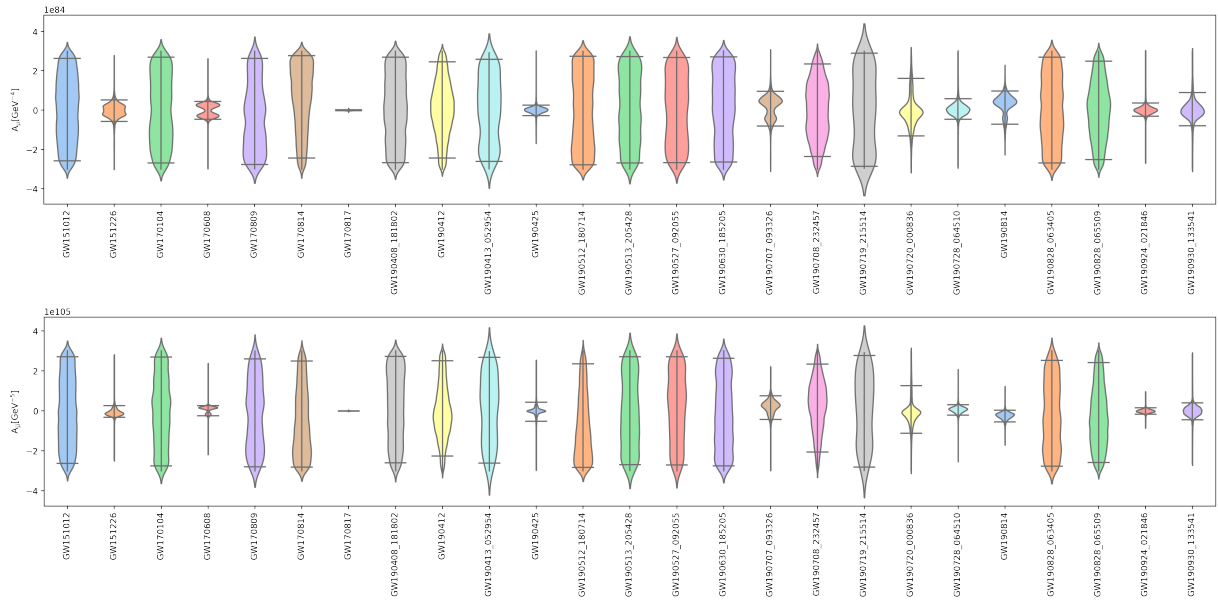 1e84
A₅[GeV⁻⁴]
4
2
0
−2
−4
GW151012
GW151226
GW170104
GW170608
GW170809
GW170814
GW170817
GW190408_181802
GW190412
GW190413_052954
GW190425
GW190512_180714
GW190513_205428
GW190527_092055
GW190630_185205
GW190707_093326
GW190708_232457
GW190719_215514
GW190720_000836
GW190728_064510
GW190814
GW190828_063405
GW190828_065509
GW190924_021846
GW190930_133541
1e105
[GeV⁻⁵]
4
2
0
−2
−4
GW151012
GW151226
GW170104
GW170608
GW170809
GW170814
GW170817
GW190408_181802
GW190412
GW190413_052954
GW190425
GW190512_180714
GW190513_205428
GW190527_092055
GW190630_185205
GW190707_093326
GW190708_232457
GW190719_215514
GW190720_000836
GW190728_064510
GW190814
GW190828_063405
GW190828_065509
GW190924_021846
GW190930_133541